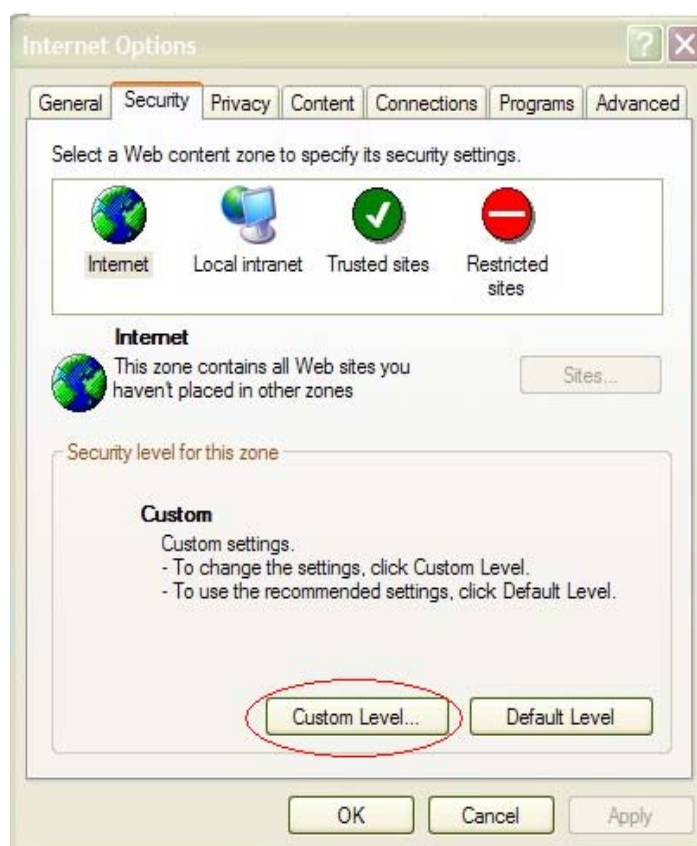 Internet Options
General Security Privacy Content Connections Programs Advanced
Select a Web content zone to specify its security settings.
Internet Local intranet Trusted sites Restricted
sites
Internet
This zone contains all Web sites you
haven't placed in other zones
Sites...
Security level for this zone
Custom
Custom settings.
- To change the settings, click Custom Level.
- To use the recommended settings, click Default Level.
Custom Level... Default Level
OK Cancel Apply